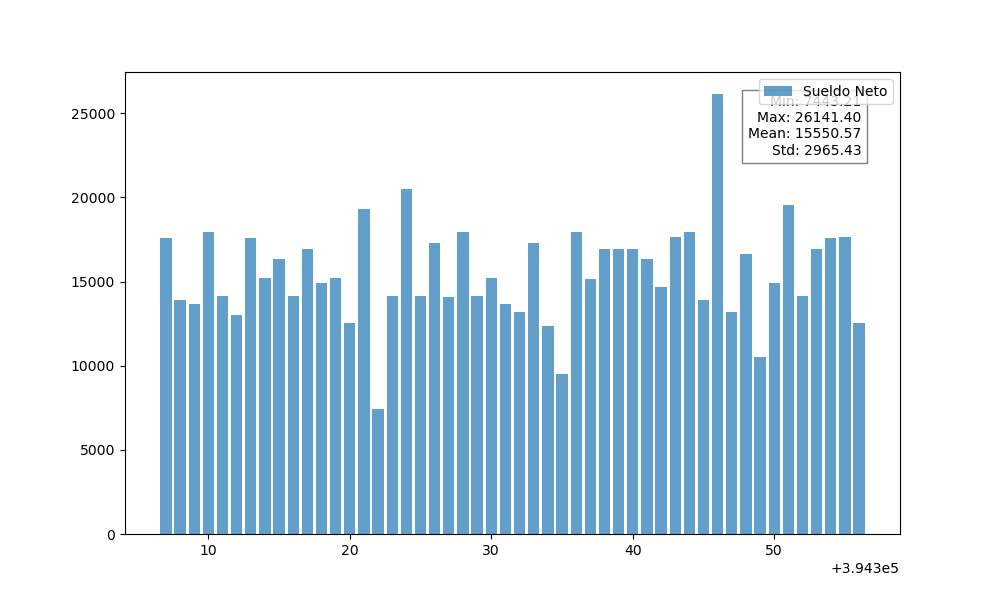 25000
20000
15000
10000
5000
0
Sueldo Neto
Min: 7443.21
Max: 26141.40
Mean: 15550.57
Std: 2965.43
10 20 30 40 50
+3.943e5